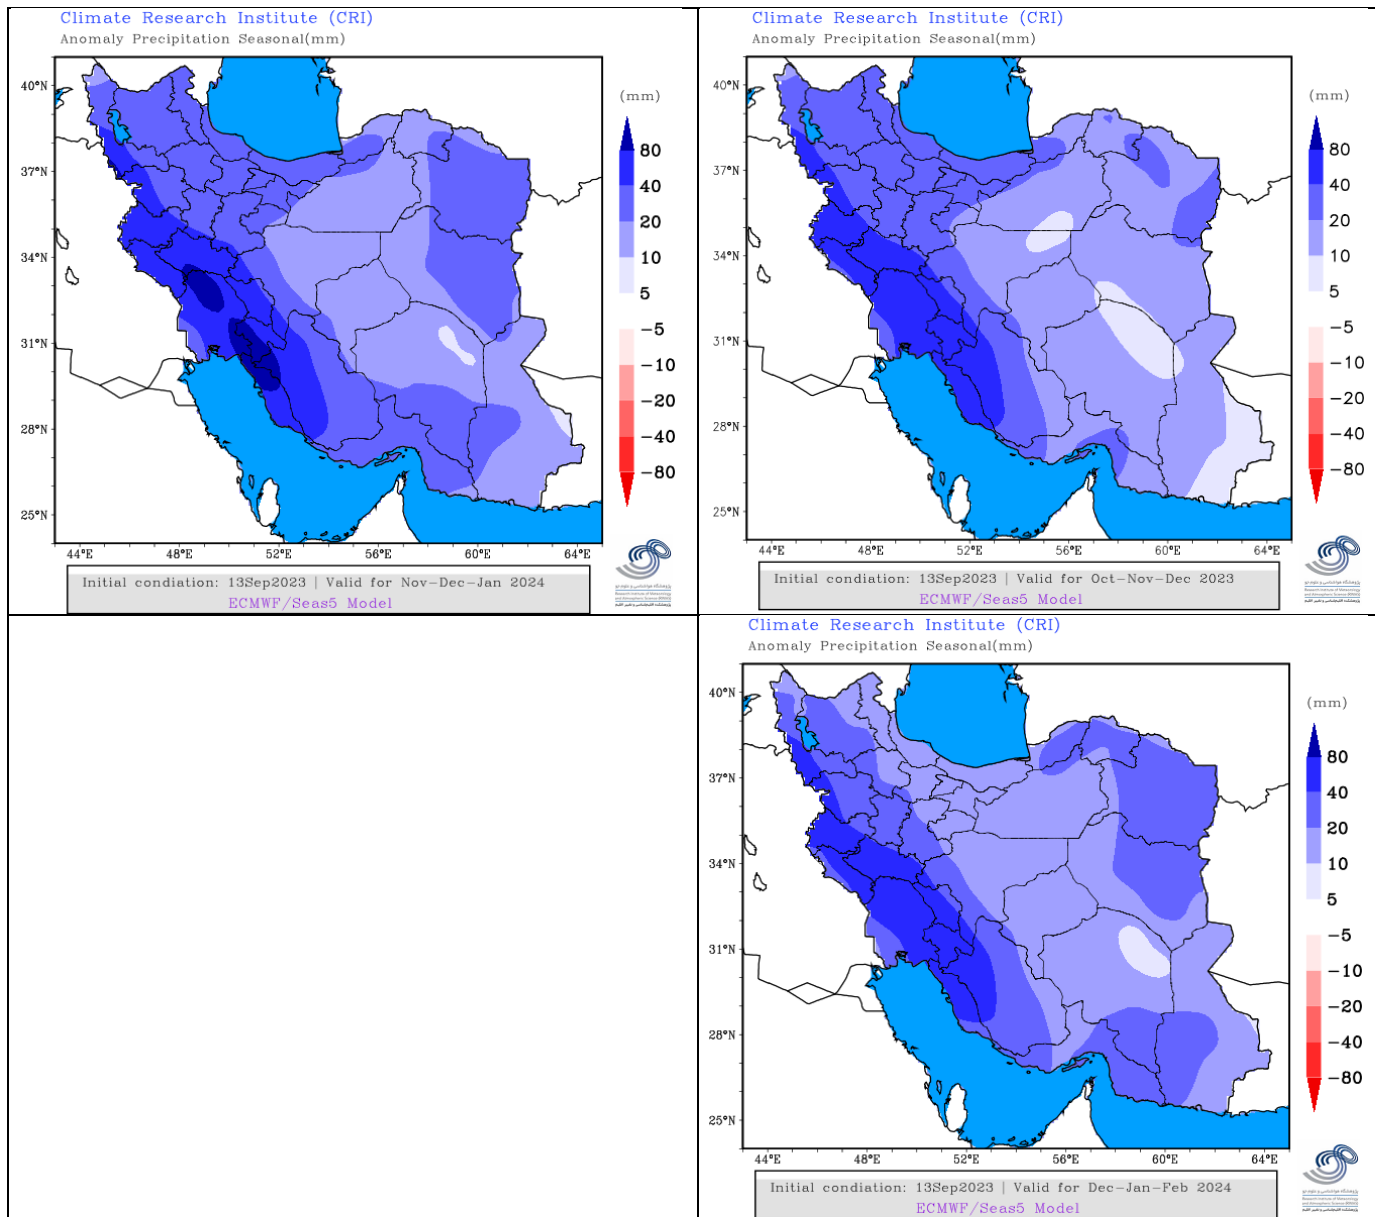 Climate Research Institute (CRI)
Anomaly Precipitation Seasonal(mm)
40°N
37°N
34°N
31°N
28°N
25°N
44°E 48°E 52°E 56°E 60°E 64°E
(mm)
80
40
20
10
5
−5
−10
−20
−40
−80
Initial condiation: 13Sep2023 | Valid for Nov−Dec−Jan 2024
ECMWF/Seas5 Model
Climate Research Institute (CRI)
Anomaly Precipitation Seasonal(mm)
40°N
37°N
34°N
31°N
28°N
25°N
44°E 48°E 52°E 56°E 60°E 64°E
(mm)
80
40
20
10
5
−5
−10
−20
−40
−80
Initial condiation: 13Sep2023 | Valid for Oct−Nov−Dec 2023
ECMWF/Seas5 Model
Climate Research Institute (CRI)
Anomaly Precipitation Seasonal(mm)
40°N
37°N
34°N
31°N
28°N
25°N
44°E 48°E 52°E 56°E 60°E 64°E
(mm)
80
40
20
10
5
−5
−10
−20
−40
−80
Initial condiation: 13Sep2023 | Valid for Dec−Jan−Feb 2024
ECMWF/Seas5 Model